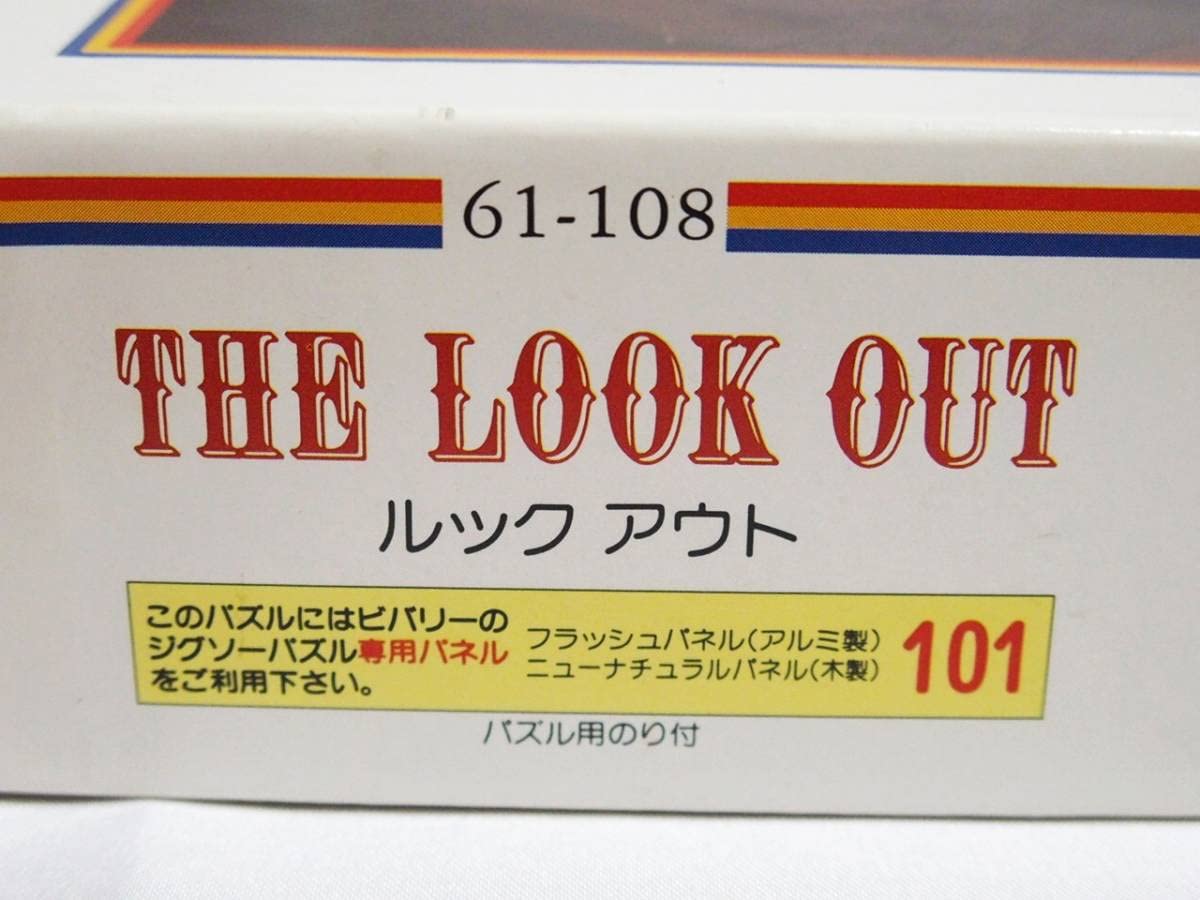 61-108
THE LOOK OUT
ルック アウト
このパズルにはビバリーの
ジグソーパズル専用パネル
をご利用下さい。
フラッシュパネル(アルミ製)
ニューナチュラルパネル(木製)
101
パズル用のり付